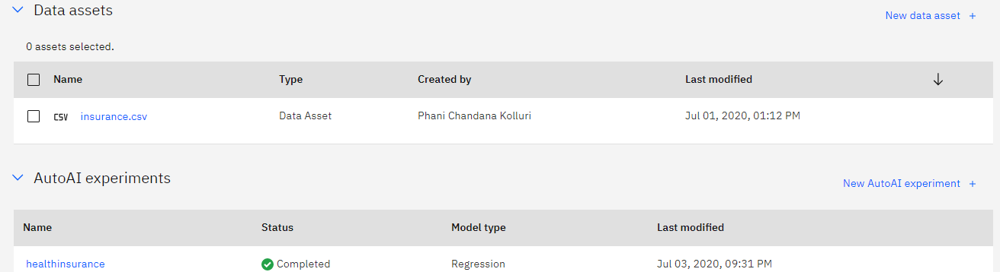 Data assets
New data asset +
0 assets selected.
Name Type Created by Last modified
CSV insurance.csv Data Asset Phani Chandana Kolluri Jul 01, 2020, 01:12 PM
AutoAI experiments
New AutoAI experiment +
Name Status Model type Last modified
healthinsurance Completed Regression Jul 03, 2020, 09:31 PM